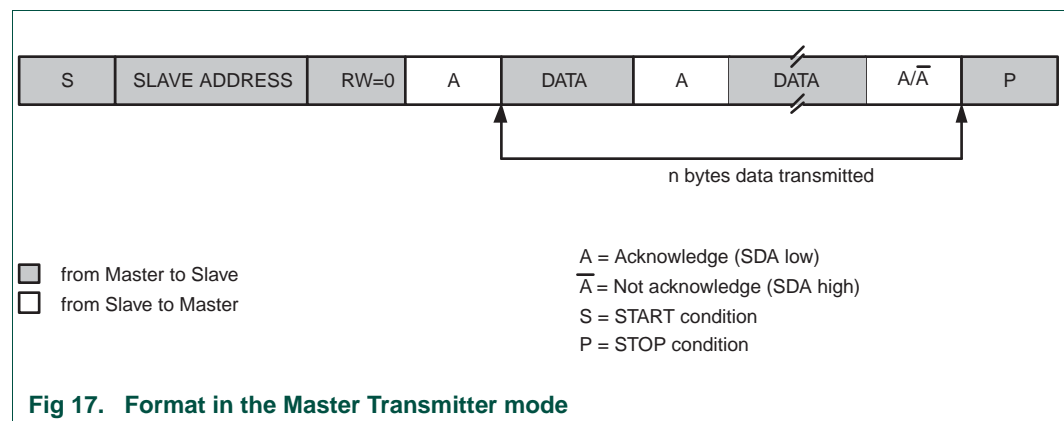 S SLAVE ADDRESS RW=0 A DATA A DATA A/A̅ P
n bytes data transmitted
from Master to Slave
from Slave to Master
A = Acknowledge (SDA low)
A̅ = Not acknowledge (SDA high)
S = START condition
P = STOP condition
Fig 17. Format in the Master Transmitter mode